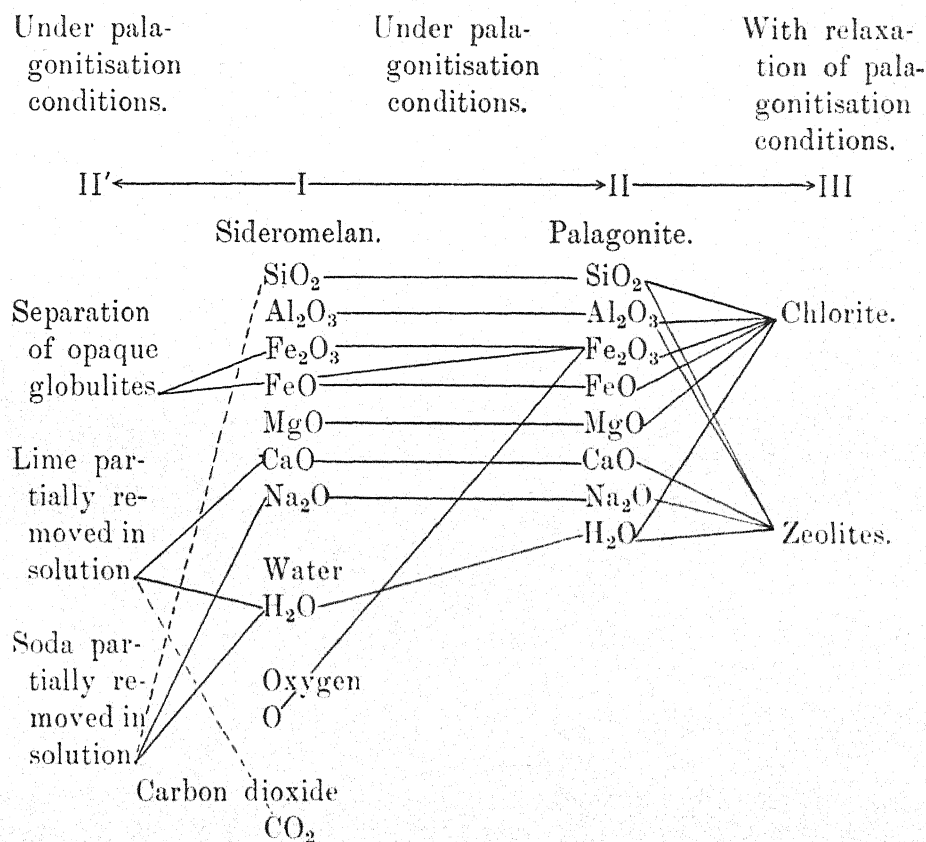 Under pala-
gonitisation
conditions.
Under pala-
gonitisation
conditions.
With relaxa-
tion of pala-
gonitisation
conditions.
II′ I II III
Sideromelan. Palagonite.
SiO₂ SiO₂
Al₂O₃ Al₂O₃
Fe₂O₃ Fe₂O₃
FeO FeO
MgO MgO
CaO CaO
Na₂O Na₂O
H₂O
Water
H₂O
Oxygen
O
Carbon dioxide
CO₂
Separation
of opaque
globulites
Lime par-
tially re-
moved in
solution
Soda par-
tially re-
moved in
solution
Chlorite.
Zeolites.